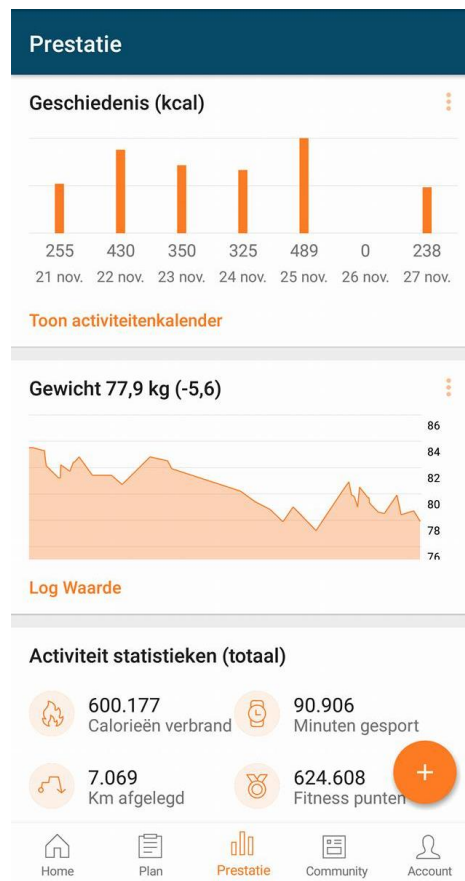 Prestatie
Geschiedenis (kcal)
255 430 350 325 489 0 238
21 nov. 22 nov. 23 nov. 24 nov. 25 nov. 26 nov. 27 nov.
Toon activiteitenkalender
Gewicht 77,9 kg (-5,6)
86
84
82
80
78
76
Log Waarde
Activiteit statistieken (totaal)
600.177 90.906
Calorieën verbrand Minuten gesport
7.069 624.608
Km afgelegd Fitness punten
Home Plan Prestatie Community Account